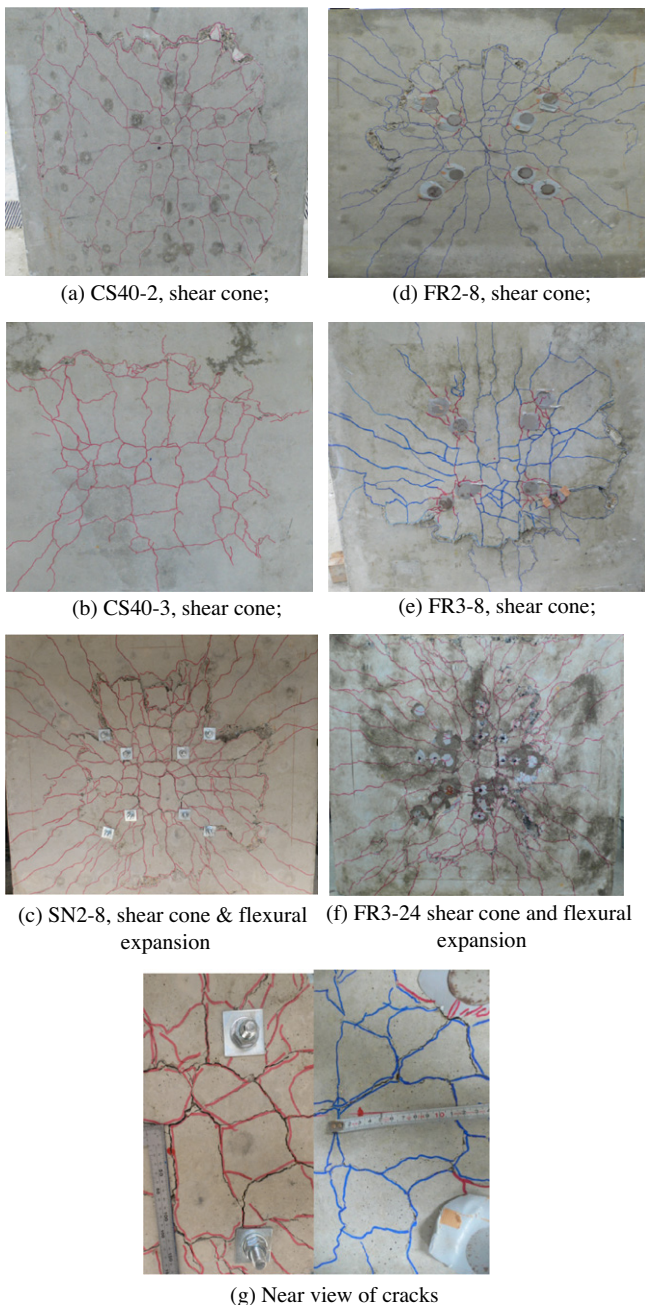 (a) CS40-2, shear cone;
(d) FR2-8, shear cone;
(b) CS40-3, shear cone;
(e) FR3-8, shear cone;
(c) SN2-8, shear cone & flexural
expansion
(f) FR3-24 shear cone and flexural
expansion
(g) Near view of cracks